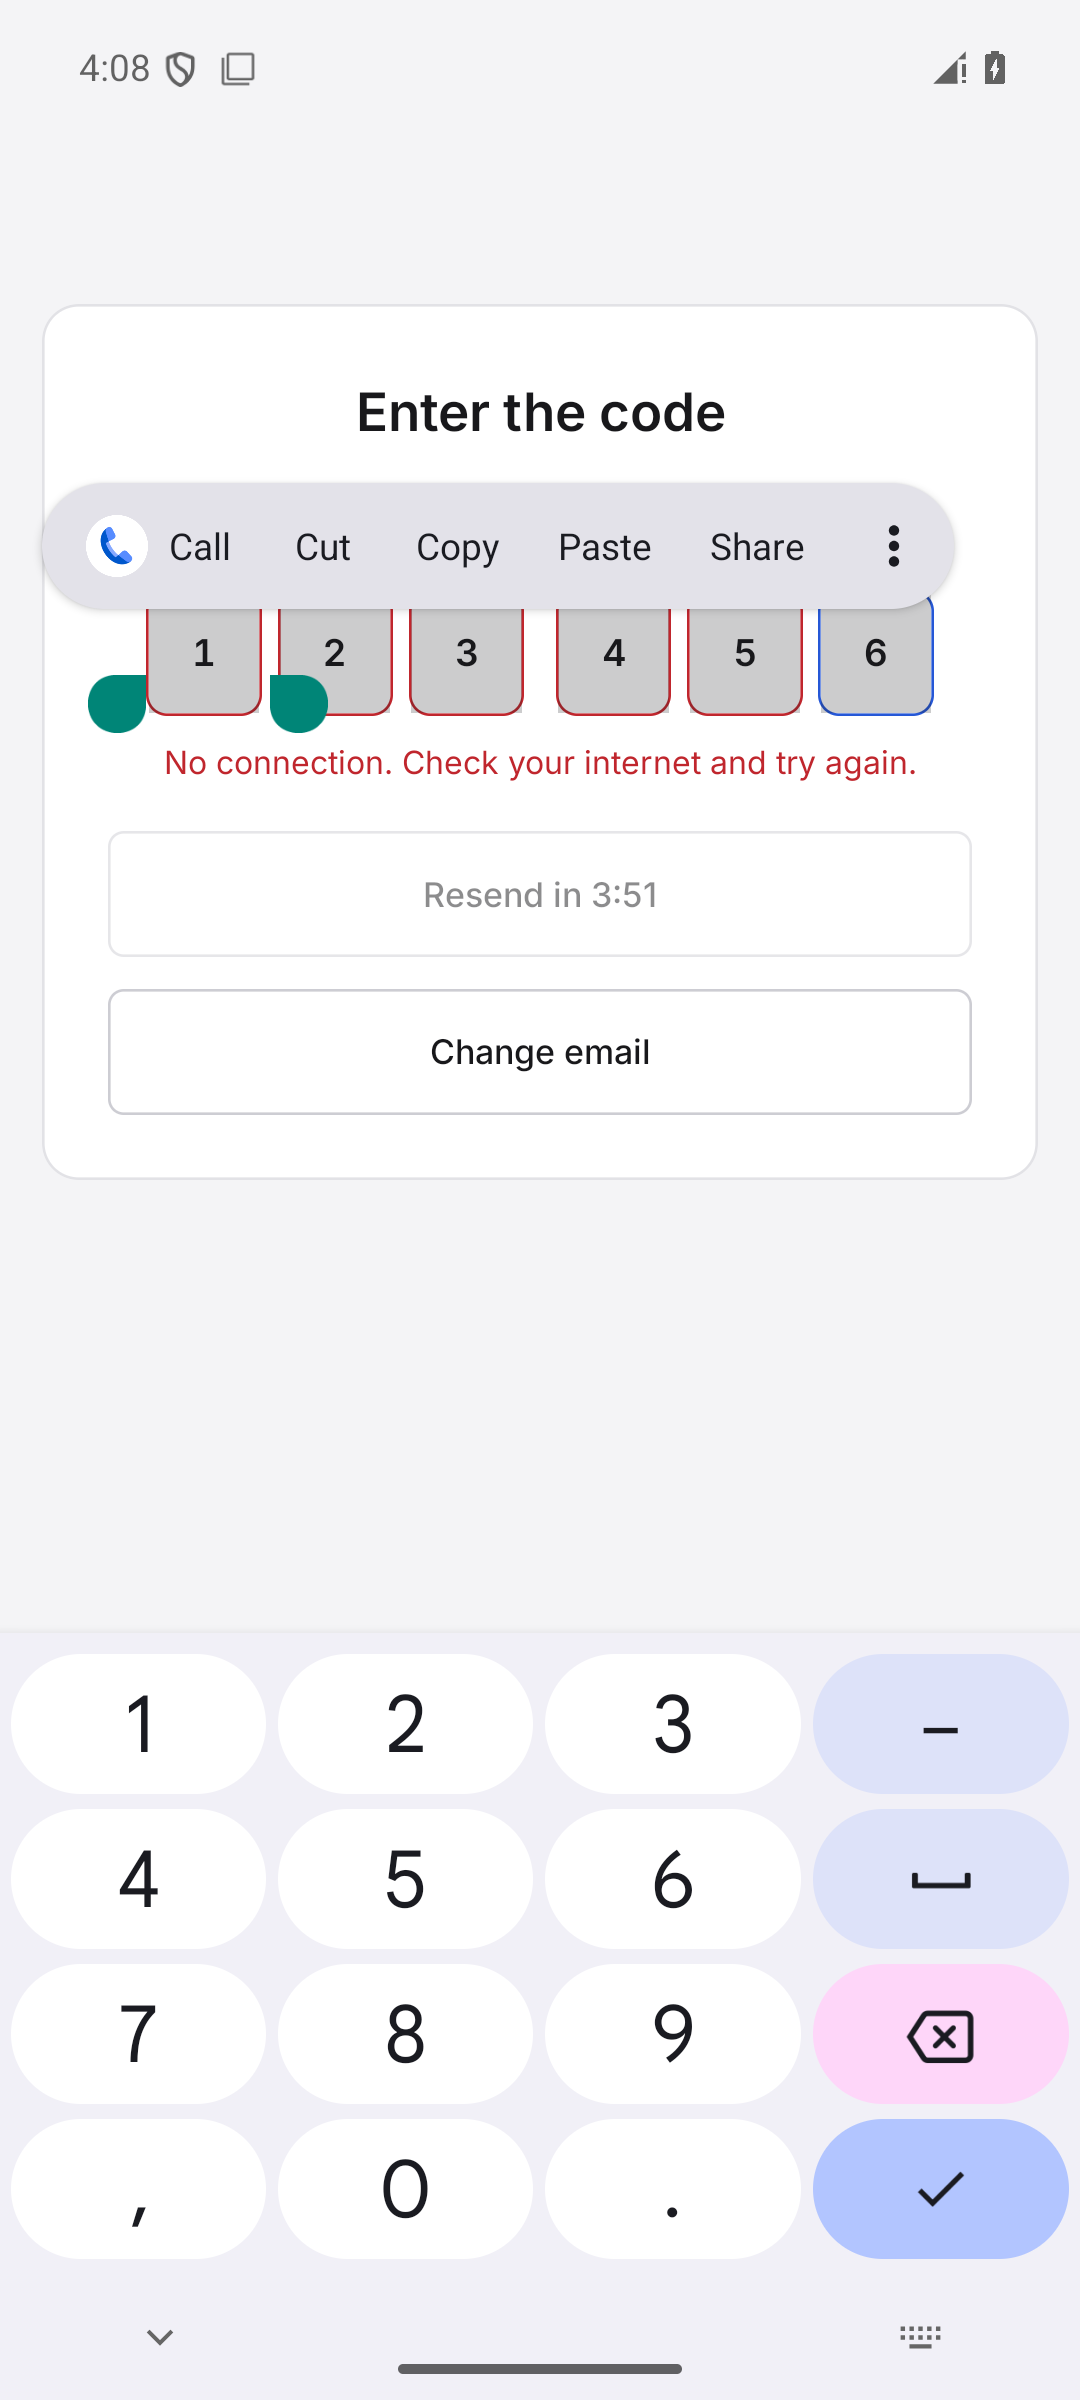 4:08
Enter the code
Call Cut Copy Paste Share
1 2 3 4 5 6
No connection. Check your internet and try again.
Resend in 3:51
Change email
1 2 3 –
4 5 6
7 8 9
, 0 .